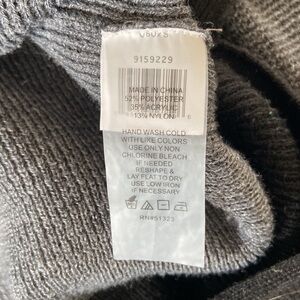 9159229
MADE IN CHINA
52% POLYESTER
35% ACRYLIC
13% NYLON
6
HAND WASH COLD
WITH LIKE COLORS
USE ONLY NON
CHLORINE BLEACH
IF NEEDED
RESHAPE &
LAY FLAT TO DRY
USE LOW IRON
IF NECESSARY
RN#51323